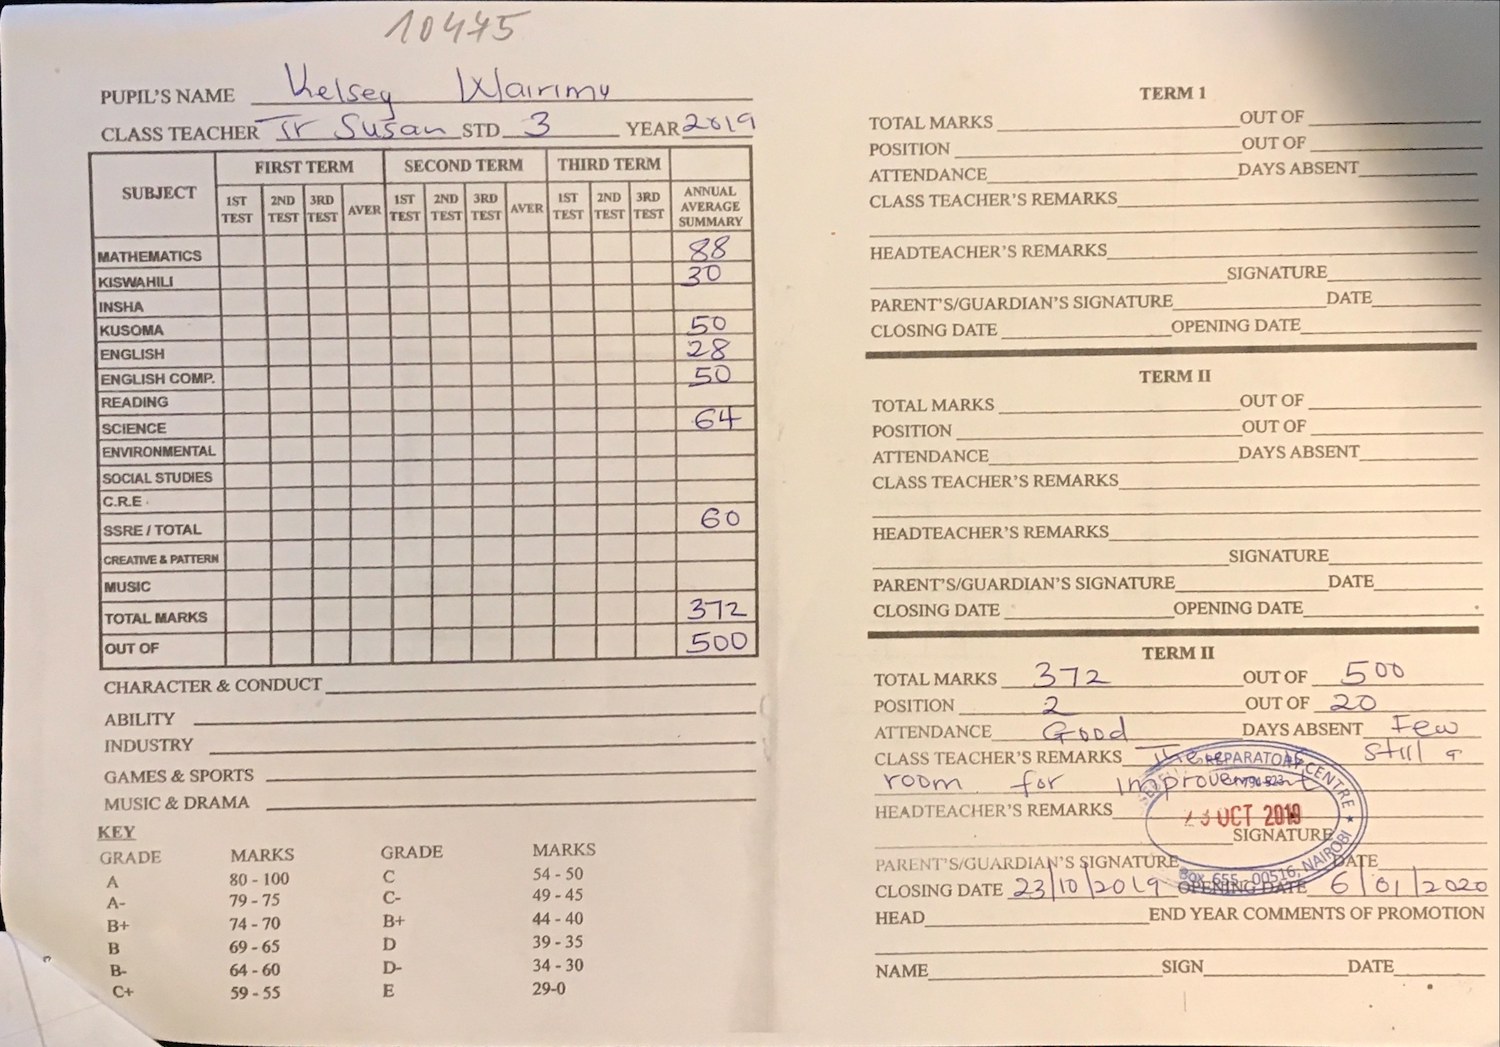 10475
PUPIL'S NAME Kelsey Wairimu
CLASS TEACHER Tr Susan STD 3 YEAR 2019
SUBJECT FIRST TERM SECOND TERM THIRD TERM ANNUAL AVERAGE SUMMARY
1ST TEST 2ND TEST 3RD TEST AVER 1ST TEST 2ND TEST 3RD TEST AVER 1ST TEST 2ND TEST 3RD TEST
MATHEMATICS 88
KISWAHILI 30
INSHA
KUSOMA 50
ENGLISH 28
ENGLISH COMP. 50
READING
SCIENCE 64
ENVIRONMENTAL
SOCIAL STUDIES
C.R.E.
SSRE / TOTAL 60
CREATIVE & PATTERN
MUSIC
TOTAL MARKS 372
OUT OF 500
CHARACTER & CONDUCT
ABILITY
INDUSTRY
GAMES & SPORTS
MUSIC & DRAMA
KEY
GRADE MARKS GRADE MARKS
A 80 - 100 C 54 - 50
A- 79 - 75 C- 49 - 45
B+ 74 - 70 B+ 44 - 40
B 69 - 65 D 39 - 35
B- 64 - 60 D- 34 - 30
C+ 59 - 55 E 29-0
TERM 1
TOTAL MARKS OUT OF
POSITION OUT OF
ATTENDANCE DAYS ABSENT
CLASS TEACHER'S REMARKS
HEADTEACHER'S REMARKS
SIGNATURE
PARENT'S/GUARDIAN'S SIGNATURE DATE
CLOSING DATE OPENING DATE
TERM II
TOTAL MARKS OUT OF
POSITION OUT OF
ATTENDANCE DAYS ABSENT
CLASS TEACHER'S REMARKS
HEADTEACHER'S REMARKS
SIGNATURE
PARENT'S/GUARDIAN'S SIGNATURE DATE
CLOSING DATE OPENING DATE
TERM II
TOTAL MARKS 372 OUT OF 500
POSITION 2 OUT OF 20
ATTENDANCE Good DAYS ABSENT Few
CLASS TEACHER'S REMARKS There is still a
room for improvement
HEADTEACHER'S REMARKS
SIGNATURE
PREPARATORY CENTRE
23 OCT 2019
BOX 655 - 00516, NAIROBI
PARENT'S/GUARDIAN'S SIGNATURE DATE
CLOSING DATE 23/10/2019 OPENING DATE 6/01/2020
HEAD END YEAR COMMENTS OF PROMOTION
NAME SIGN DATE